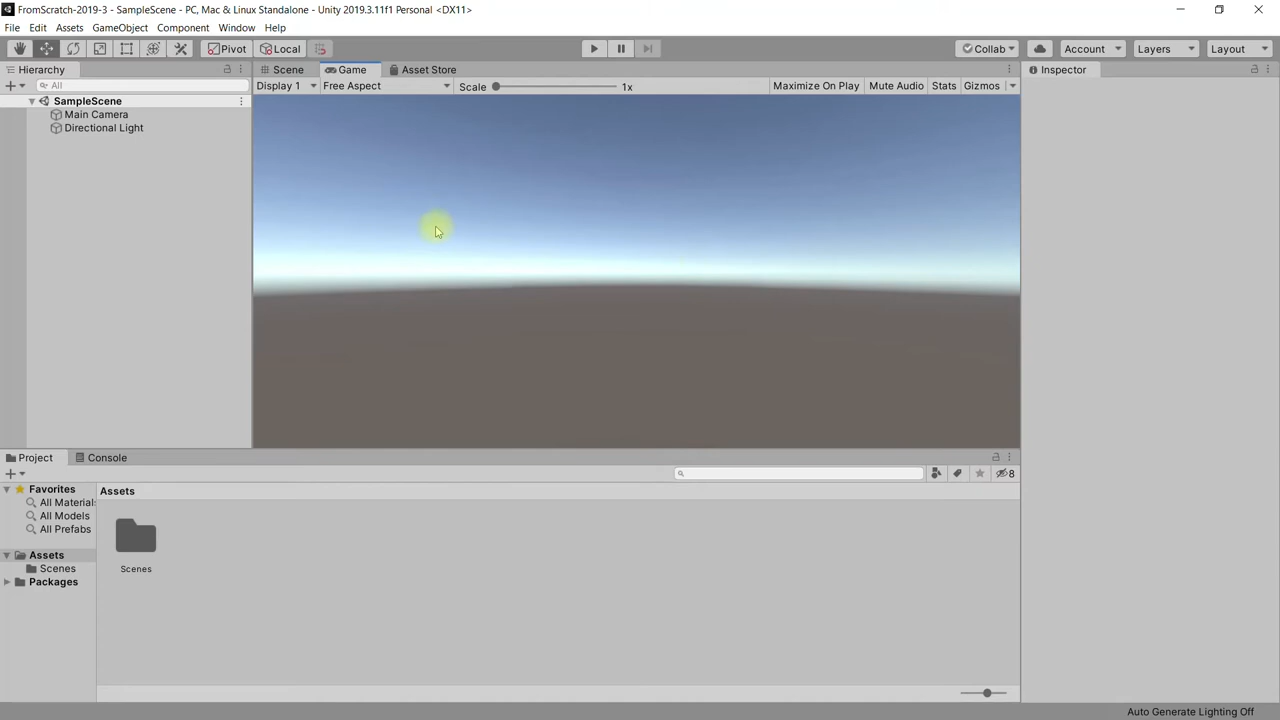 FromScratch-2019-3 - SampleScene - PC, Mac & Linux Standalone - Unity 2019.3.11f1 Personal <DX11>
File Edit Assets GameObject Component Window Help
Pivot Local Collab Account Layers Layout
Hierarchy Scene Game Asset Store Inspector
All Display 1 Free Aspect Scale 1x Maximize On Play Mute Audio Stats Gizmos
SampleScene
Main Camera
Directional Light
Project Console
8
Favorites Assets
All Materials
All Models
All Prefabs
Assets
Scenes Scenes
Packages
Auto Generate Lighting Off